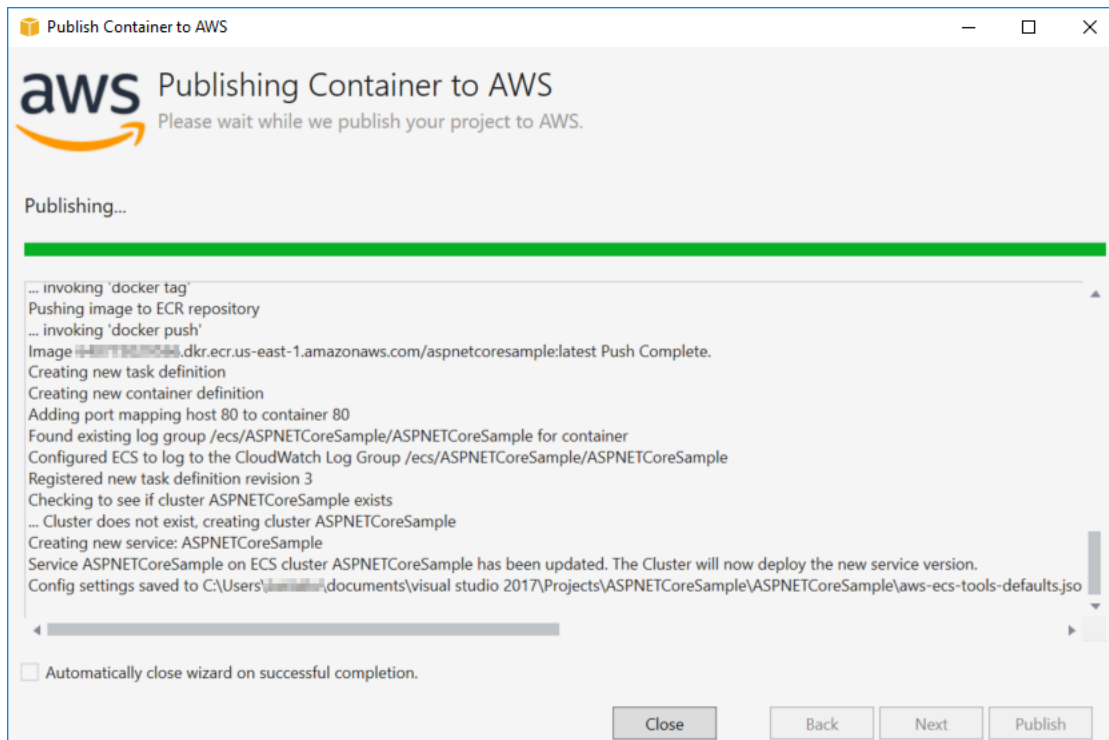 Publish Container to AWS
aws
Publishing Container to AWS
Please wait while we publish your project to AWS.
Publishing...
... invoking 'docker tag'
Pushing image to ECR repository
... invoking 'docker push'
Image .dkr.ecr.us-east-1.amazonaws.com/aspnetcoresample:latest Push Complete.
Creating new task definition
Creating new container definition
Adding port mapping host 80 to container 80
Found existing log group /ecs/ASPNETCoreSample/ASPNETCoreSample for container
Configured ECS to log to the CloudWatch Log Group /ecs/ASPNETCoreSample/ASPNETCoreSample
Registered new task definition revision 3
Checking to see if cluster ASPNETCoreSample exists
... Cluster does not exist, creating cluster ASPNETCoreSample
Creating new service: ASPNETCoreSample
Service ASPNETCoreSample on ECS cluster ASPNETCoreSample has been updated. The Cluster will now deploy the new service version.
Config settings saved to C:\Users\\documents\visual studio 2017\Projects\ASPNETCoreSample\ASPNETCoreSample\aws-ecs-tools-defaults.jso
Automatically close wizard on successful completion.
Close Back Next Publish